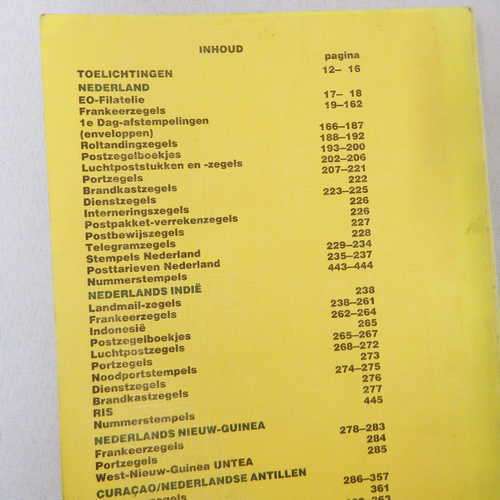 INHOUD
pagina
TOELICHTINGEN 12– 16
NEDERLAND
EO-Filatelie 17– 18
Frankeerzegels 19–162
1e Dag-afstempelingen
(enveloppen) 166–187
Roltandingzegels 188–192
Postzegelboekjes 193–200
Luchtpoststukken en -zegels 202–206
Portzegels 207–221
Brandkastzegels 222
Dienstzegels 223–225
Interneringszegels 226
Postpakket-verrekenzegels 226
Postbewijszegels 227
Telegramzegels 228
Stempels Nederland 229–234
Posttarieven Nederland 235–237
Nummerstempels 443–444
NEDERLANDS INDIË
Landmail-zegels 238
Frankeerzegels 238–261
Indonesië 262–264
Postzegelboekjes 265
Luchtpostzegels 265–267
Portzegels 268–272
Noodportstempels 273
Dienstzegels 274–275
Brandkastzegels 276
RIS 277
Nummerstempels 445
NEDERLANDS NIEUW-GUINEA
Frankeerzegels 278–283
Portzegels 284
West-Nieuw-Guinea UNTEA 285
CURAÇAO/NEDERLANDSE ANTILLEN
286–357
361